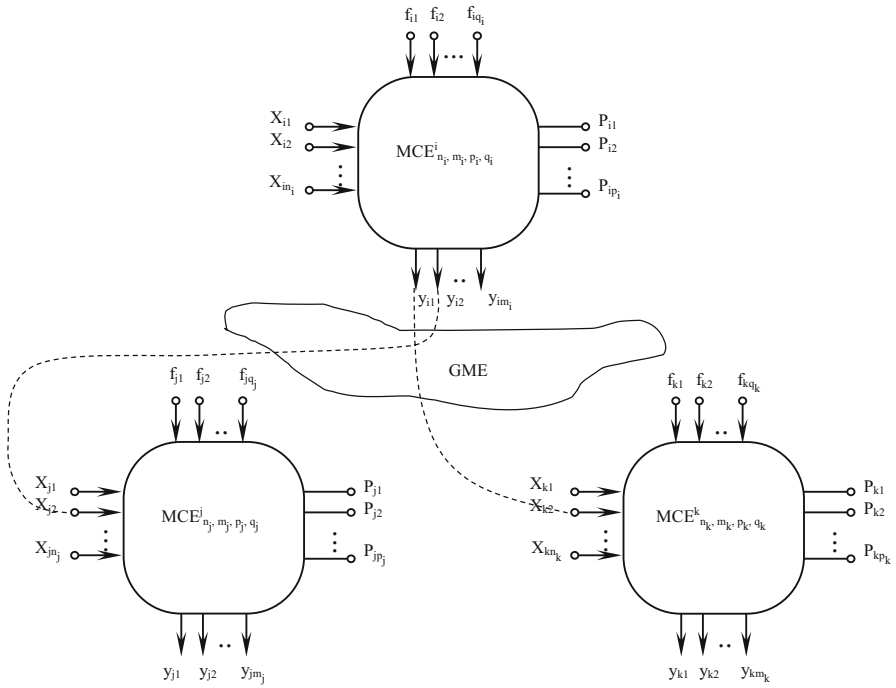 f_i1 f_i2 f_iq_i
...
X_i1
X_i2
X_in_i
MCE^i_n_i, m_i, p_i, q_i
P_i1
P_i2
P_ip_i
y_i1 y_i2 .. y_im_i
GME
f_j1 f_j2 f_jq_j
..
X_j1
X_j2
X_jn_j
MCE^j_n_j, m_j, p_j, q_j
P_j1
P_j2
P_jp_j
y_j1 y_j2 .. y_jm_j
f_k1 f_k2 f_kq_k
..
X_k1
X_k2
X_kn_k
MCE^k_n_k, m_k, p_k, q_k
P_k1
P_k2
P_kp_k
y_k1 y_k2 .. y_km_k